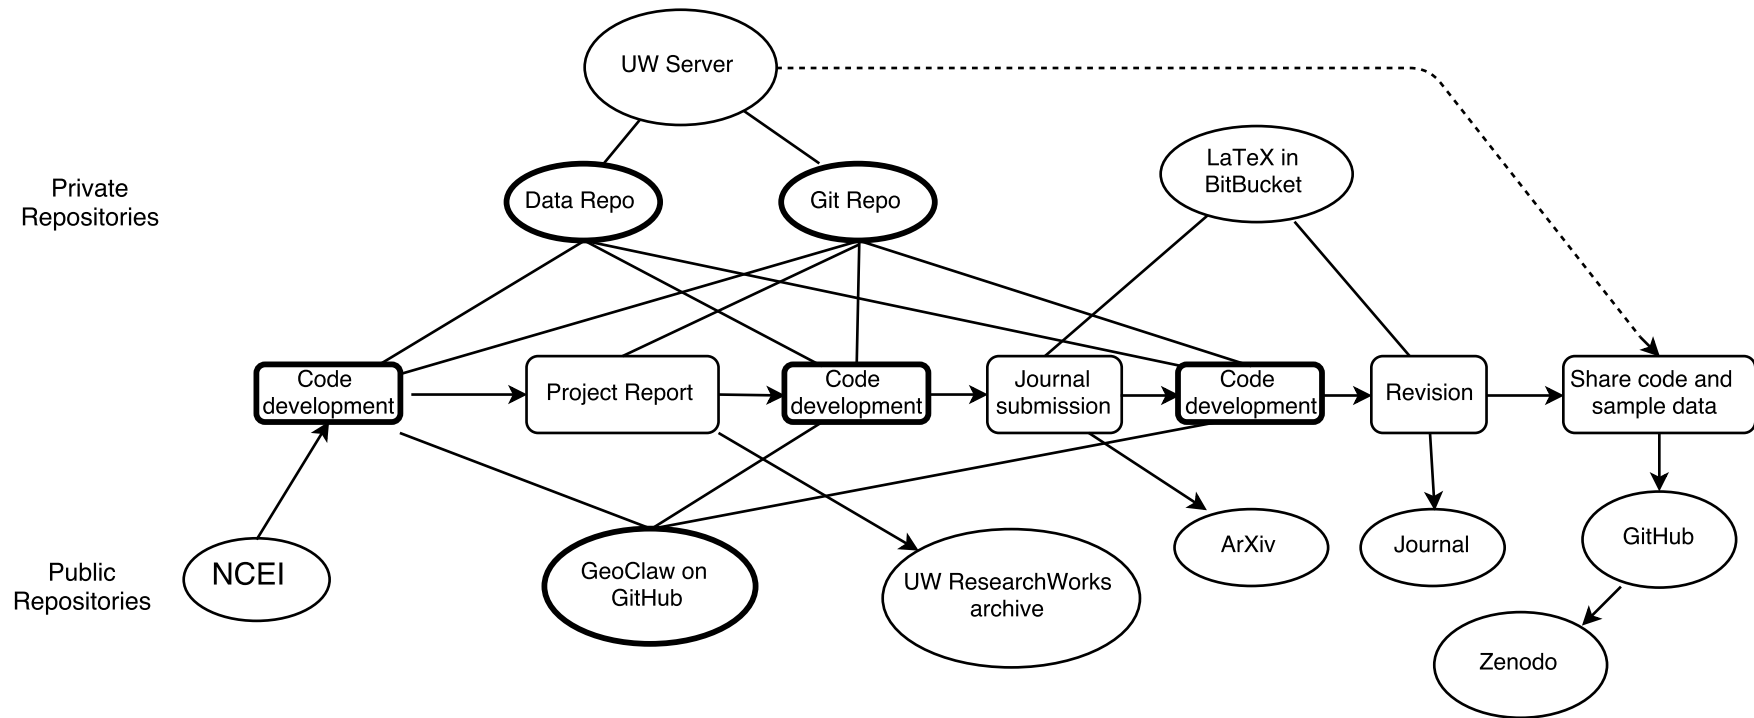 UW Server
LaTeX in
BitBucket
Private
Repositories
Data Repo
Git Repo
Code
development
Project Report
Code
development
Journal
submission
Code
development
Revision
Share code and
sample data
Public
Repositories
NCEI
GeoClaw on
GitHub
UW ResearchWorks
archive
ArXiv
Journal
GitHub
Zenodo